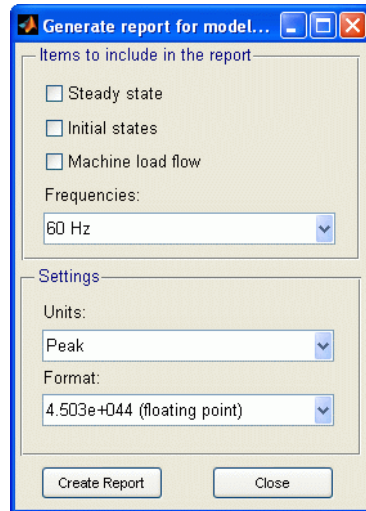 Generate report for model...
Items to include in the report
Steady state
Initial states
Machine load flow
Frequencies:
60 Hz
Settings
Units:
Peak
Format:
4.503e+044 (floating point)
Create Report Close